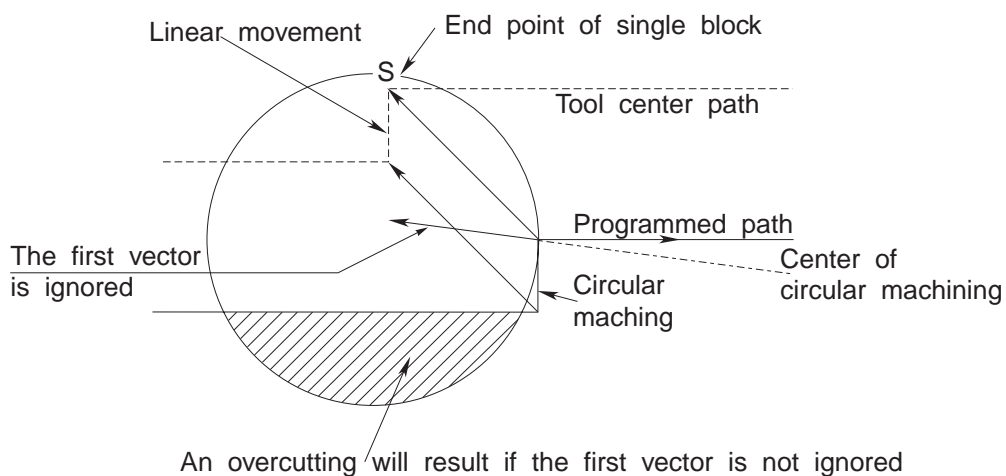 Linear movement
End point of single block
S
Tool center path
Programmed path
The first vector
is ignored
Center of
circular machining
Circular
maching
An overcutting will result if the first vector is not ignored